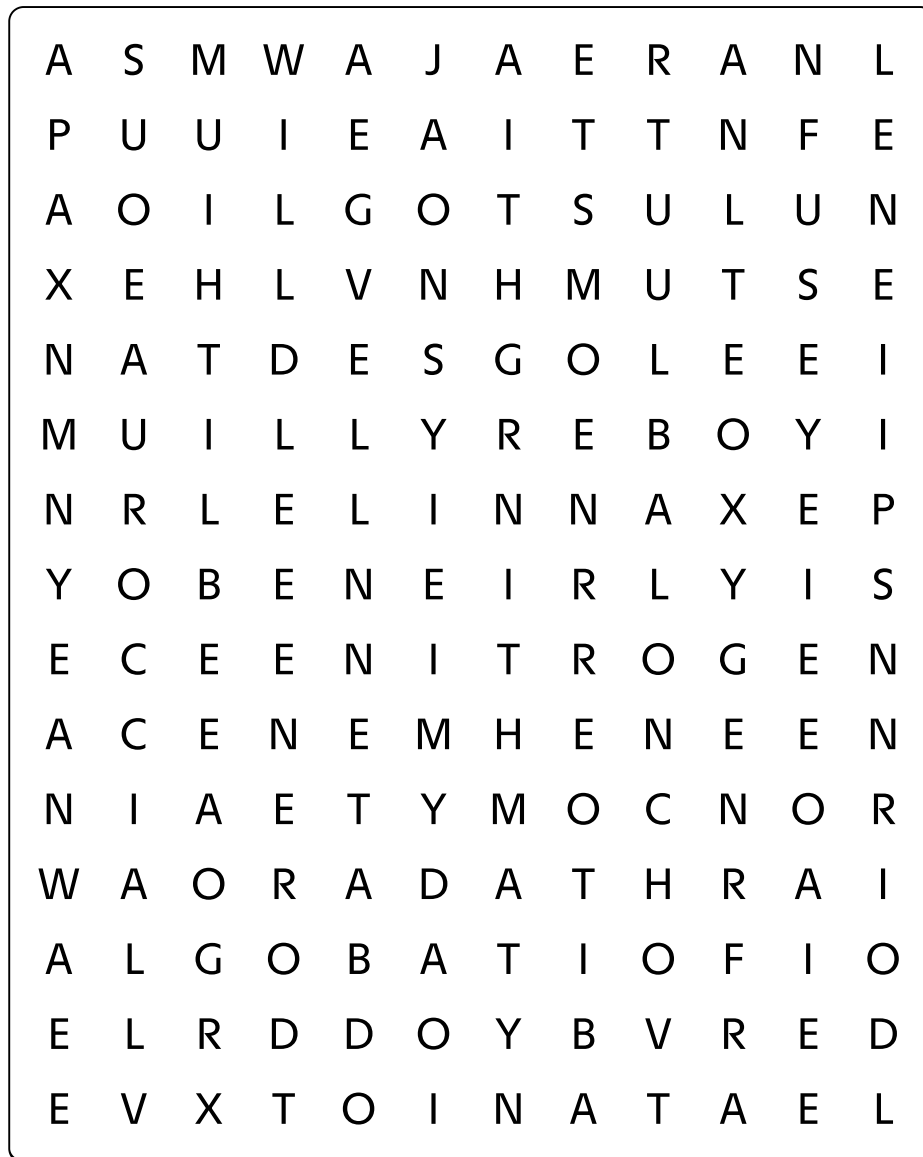 A S M W A J A E R A N L
P U U I E A I T T N F E
A O I L G O T S U L U N
X E H L V N H M U T S E
N A T D E S G O L E E I
M U I L L Y R E B O Y I
N R L E L I N N A X E P
Y O B E N E I R L Y I S
E C E E N I T R O G E N
A C E N E M H E N E E N
N I A E T Y M O C N O R
W A O R A D A T H R A I
A L G O B A T I O F I O
E L R D D O Y B V R E D
E V X T O I N A T A E L